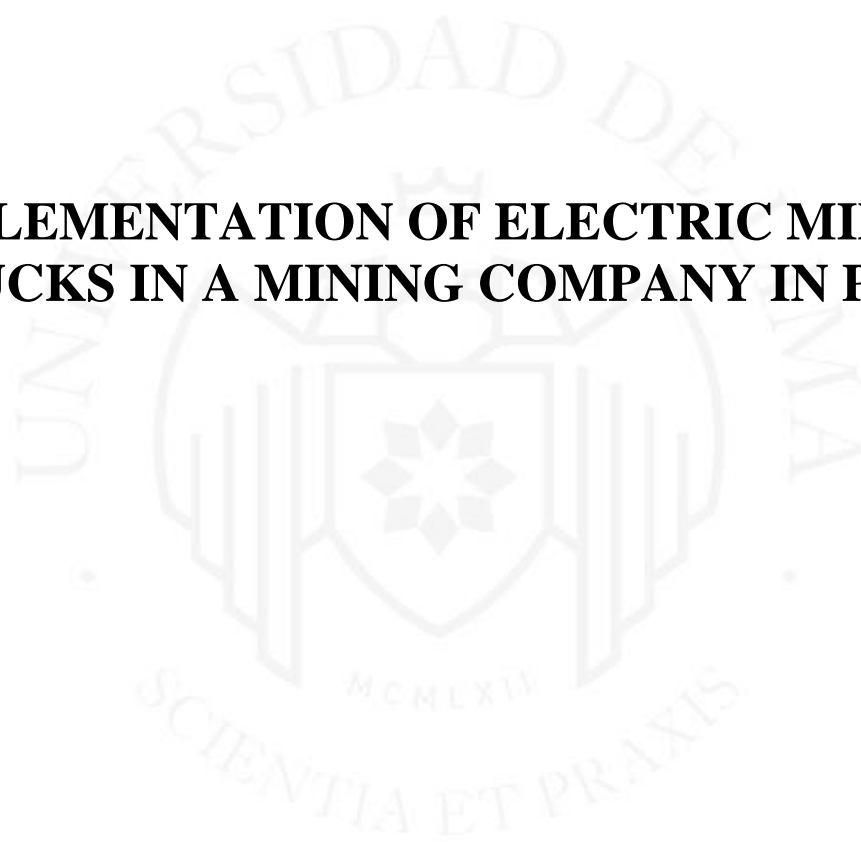 UNIVERSIDAD DE LIMA
LEMENTATION OF ELECTRIC MI
UCKS IN A MINING COMPANY IN P
MCMLXII
SCIENTIA ET PRAXIS